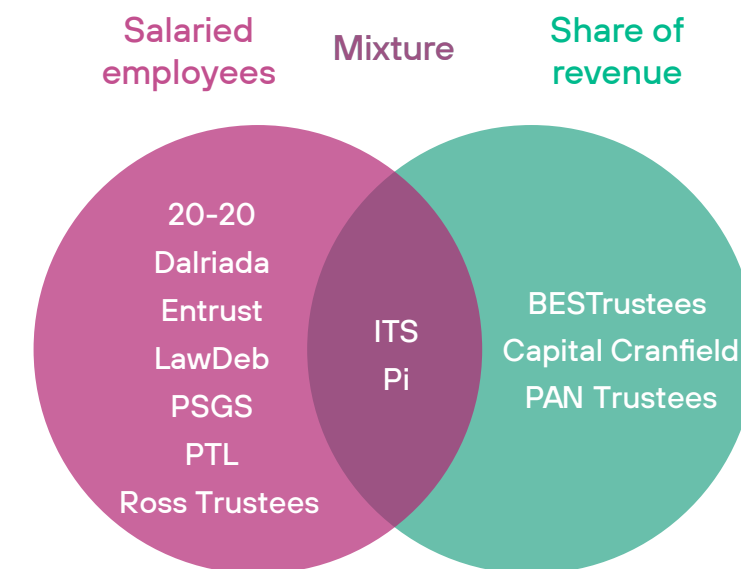 Salaried
employees
Mixture
Share of
revenue
20-20
Dalriada
Entrust
LawDeb
PSGS
PTL
Ross Trustees
ITS
Pi
BESTrustees
Capital Cranfield
PAN Trustees